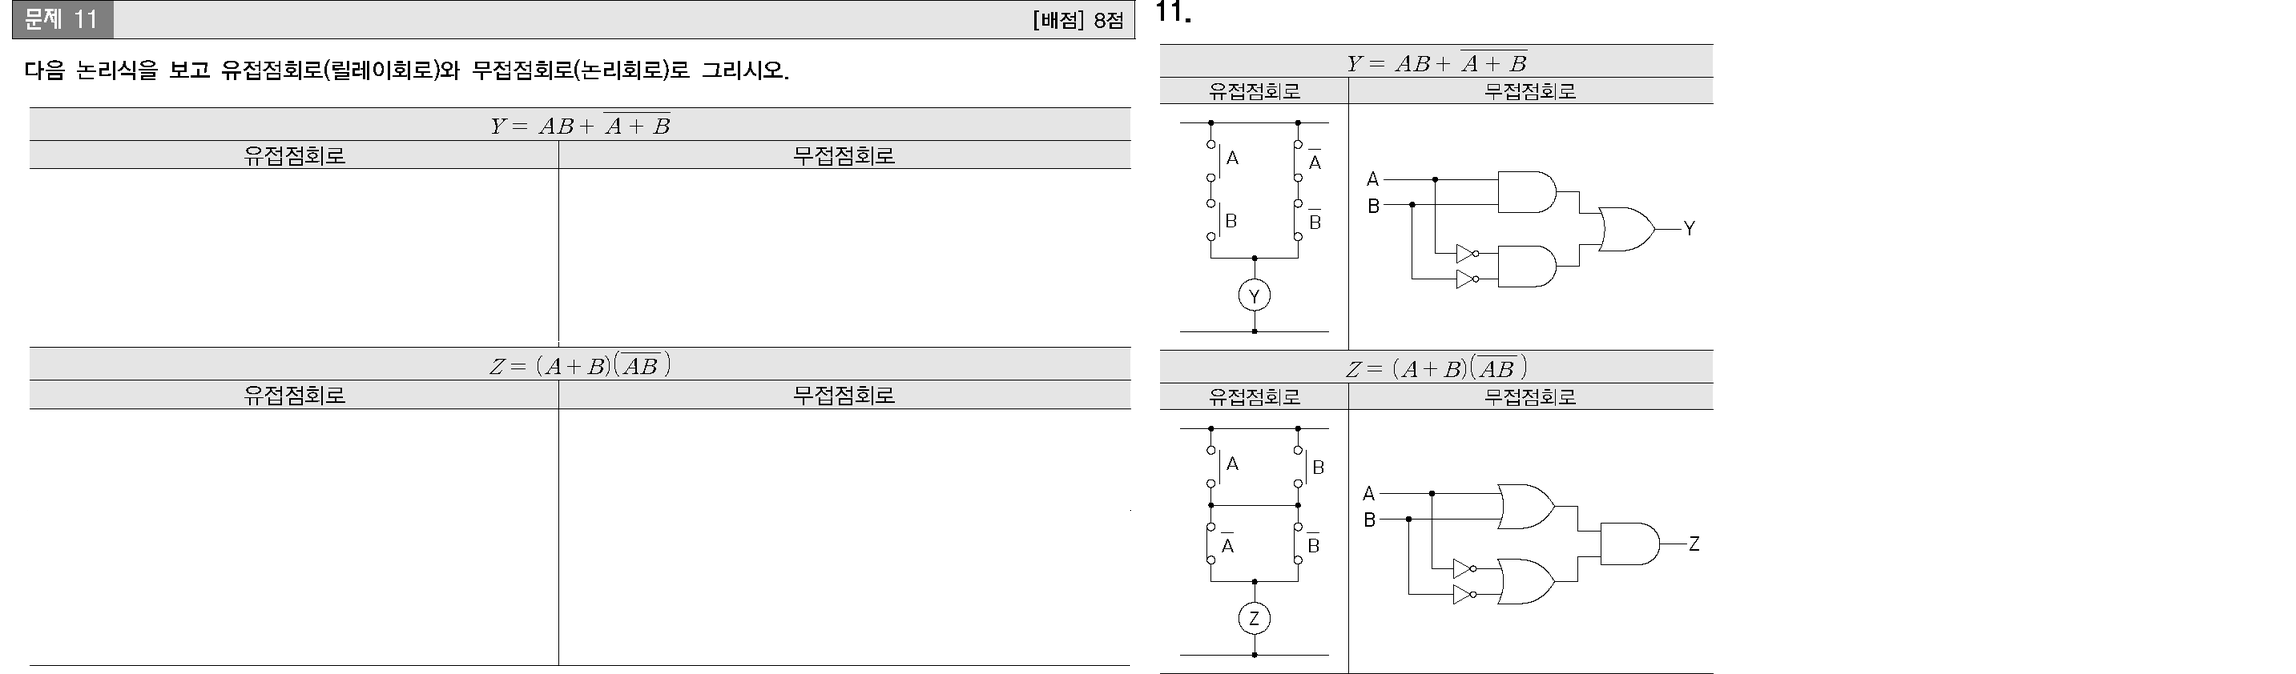 문제 11 [배점] 8점
다음 논리식을 보고 유접점회로(릴레이회로)와 무접점회로(논리회로)로 그리시오.
Y = AB + \overline{A + B}
유접점회로 무접점회로
Z = (A + B)(\overline{AB})
유접점회로 무접점회로
11.
Y = AB + \overline{A + B}
유접점회로 무접점회로
A \overline{A}
B \overline{B}
Y
A
B
Y
Z = (A + B)(\overline{AB})
유접점회로 무접점회로
A B
\overline{A} \overline{B}
Z
A
B
Z